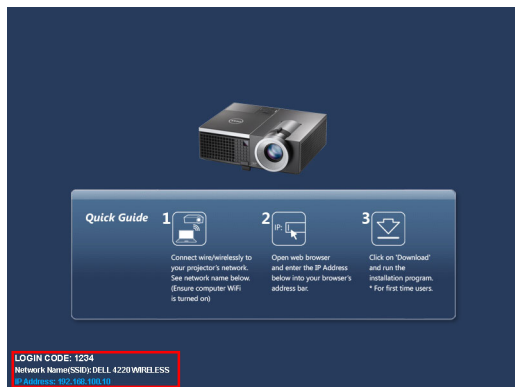 Quick Guide
1
Connect wire/wirelessly to
your projector's network.
See network name below.
(Ensure computer WiFi
is turned on)
2
IP:
Open web browser
and enter the IP Address
below into your browser's
address bar.
3
Click on 'Download'
and run the
installation program.
* For first time users.
LOGIN CODE: 1234
Network Name(SSID): DELL 4220 WIRELESS
IP Address: 192.168.100.10